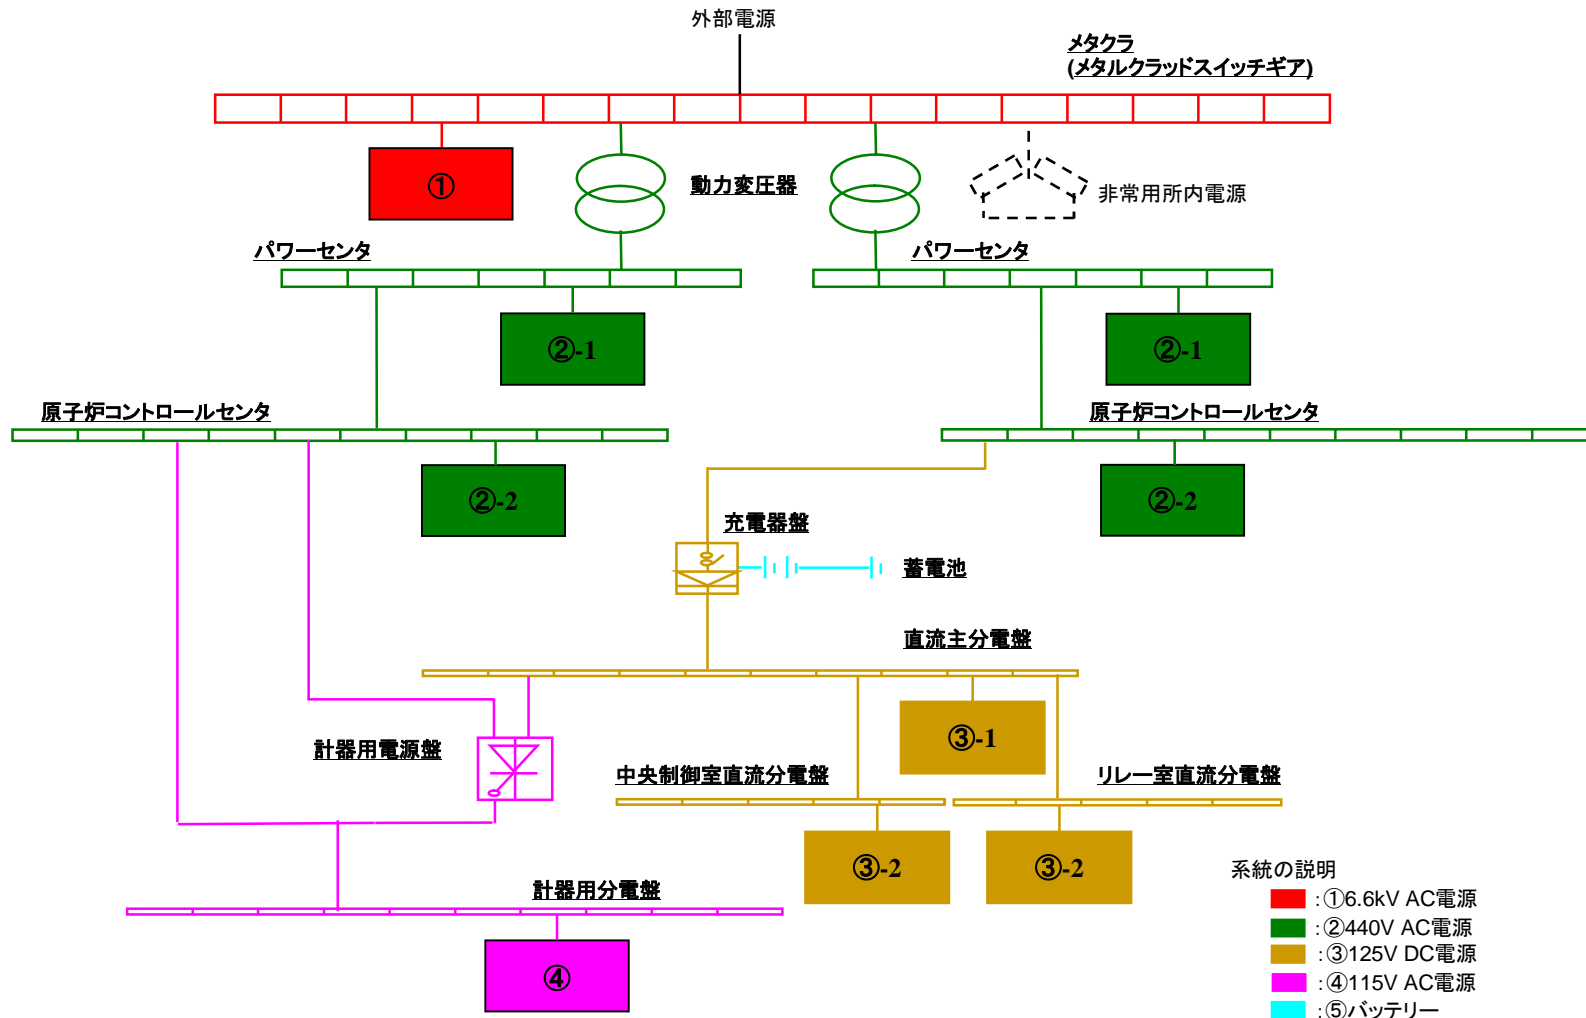 外部電源
メタクラ
(メタルクラッドスイッチギア)
①
動力変圧器
非常用所内電源
パワーセンタ
パワーセンタ
②-1
②-1
原子炉コントロールセンタ
原子炉コントロールセンタ
②-2
②-2
充電器盤
蓄電池
直流主分電盤
③-1
計器用電源盤
中央制御室直流分電盤
リレー室直流分電盤
③-2
③-2
計器用分電盤
④
系統の説明
:①6.6kV AC電源
:②440V AC電源
:③125V DC電源
:④115V AC電源
:⑤バッテリー